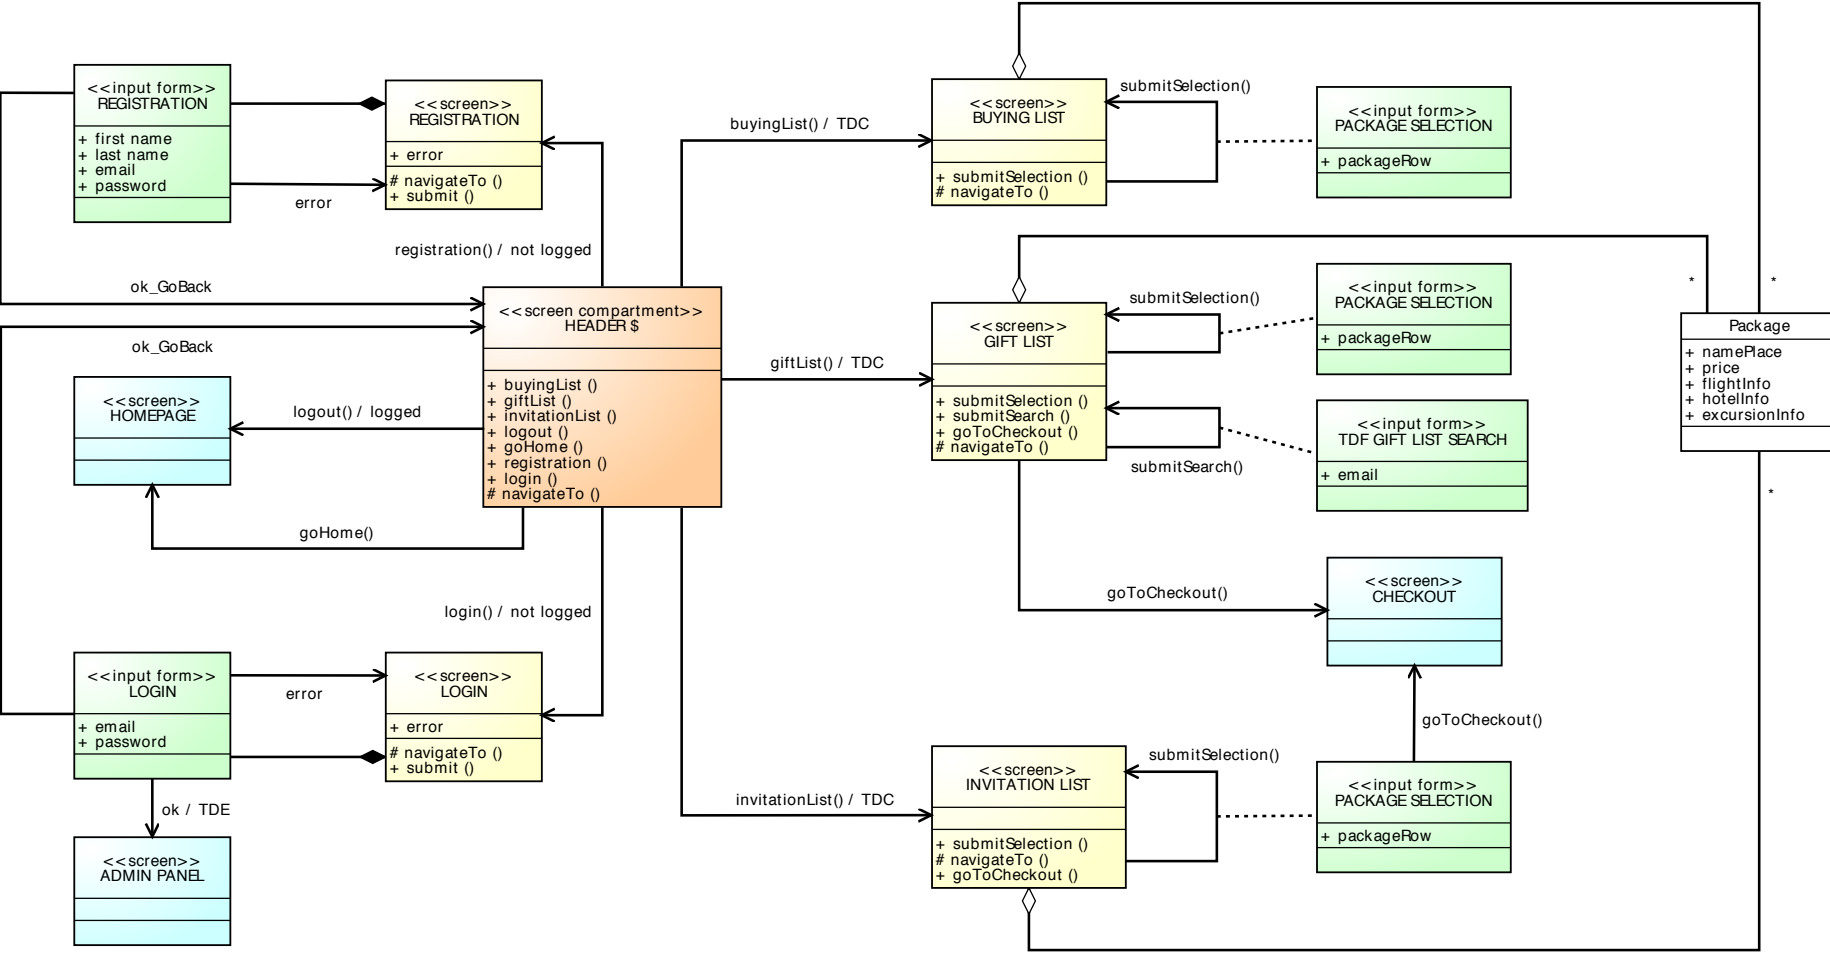 <<input form>>
REGISTRATION
+ first name
+ last name
+ email
+ password
<<screen>>
REGISTRATION
+ error
# navigateTo ()
+ submit ()
error
registration() / not logged
ok_GoBack
ok_GoBack
<<screen compartment>>
HEADER $
+ buyingList ()
+ giftList ()
+ invitationList ()
+ logout ()
+ goHome ()
+ registration ()
+ login ()
# navigateTo ()
<<screen>>
HOMEPAGE
logout() / logged
goHome()
login() / not logged
<<input form>>
LOGIN
+ email
+ password
error
<<screen>>
LOGIN
+ error
# navigateTo ()
+ submit ()
ok / TDE
<<screen>>
ADMIN PANEL
buyingList() / TDC
<<screen>>
BUYING LIST
+ submitSelection ()
# navigateTo ()
submitSelection()
<<input form>>
PACKAGE SELECTION
+ packageRow
giftList() / TDC
<<screen>>
GIFT LIST
+ submitSelection ()
+ submitSearch ()
+ goToCheckout ()
# navigateTo ()
submitSelection()
<<input form>>
PACKAGE SELECTION
+ packageRow
submitSearch()
<<input form>>
TDF GIFT LIST SEARCH
+ email
*
*
Package
+ namePlace
+ price
+ flightInfo
+ hotelInfo
+ excursionInfo
*
goToCheckout()
<<screen>>
CHECKOUT
goToCheckout()
invitationList() / TDC
<<screen>>
INVITATION LIST
+ submitSelection ()
# navigateTo ()
+ goToCheckout ()
submitSelection()
<<input form>>
PACKAGE SELECTION
+ packageRow